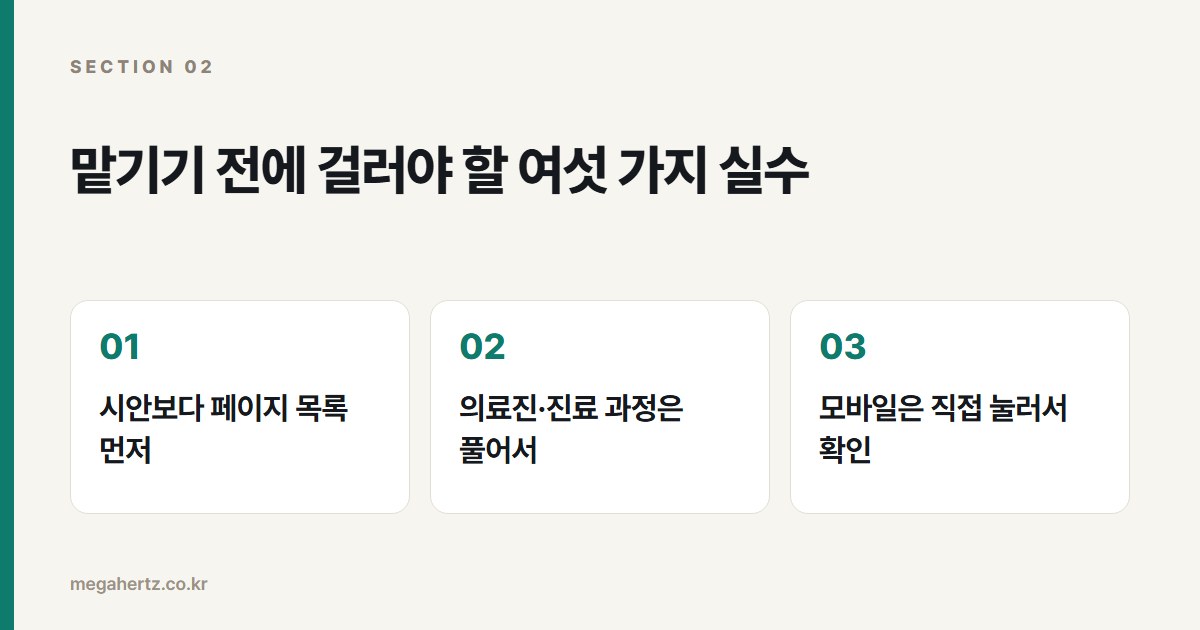 SECTION 02
맡기기 전에 걸러야 할 여섯 가지 실수
01
시안보다 페이지 목록
먼저
02
의료진·진료 과정은
풀어서
03
모바일은 직접 눌러서
확인
megahertz.co.kr